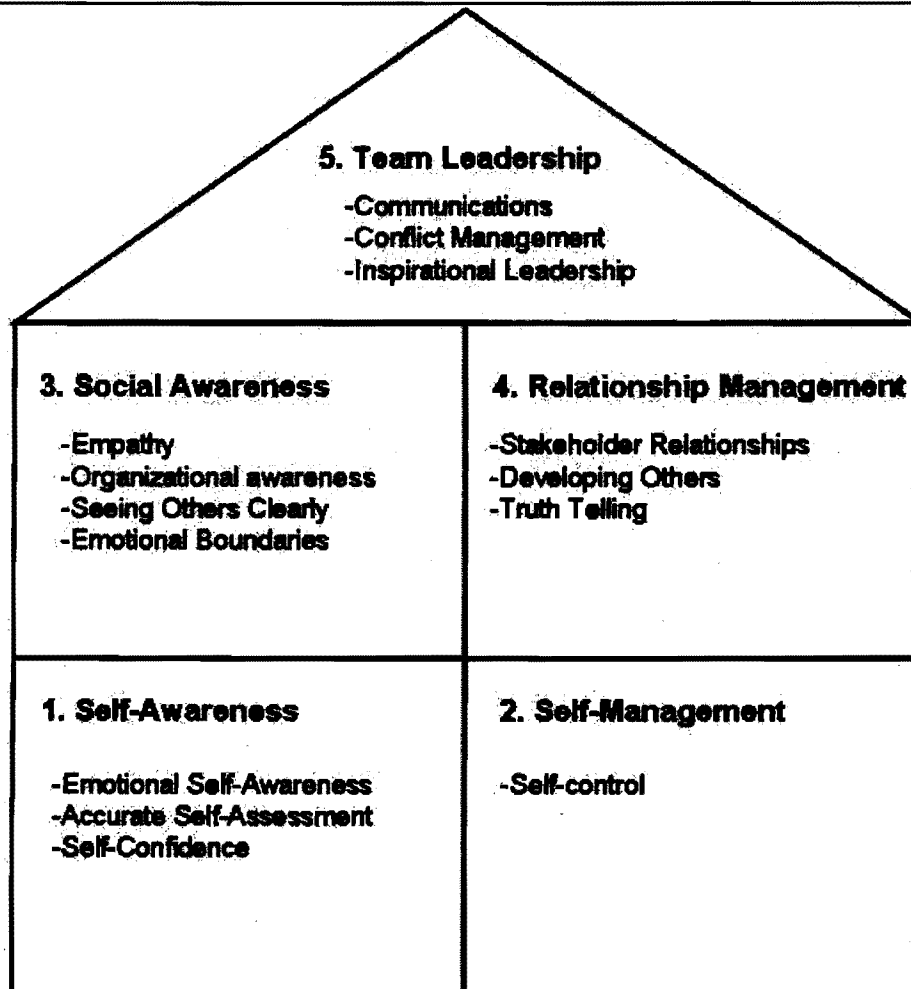 5. Team Leadership
-Communications
-Conflict Management
-Inspirational Leadership
3. Social Awareness
-Empathy
-Organizational awareness
-Seeing Others Clearly
-Emotional Boundaries
4. Relationship Management
-Stakeholder Relationships
-Developing Others
-Truth Telling
1. Self-Awareness
-Emotional Self-Awareness
-Accurate Self-Assessment
-Self-Confidence
2. Self-Management
-Self-control